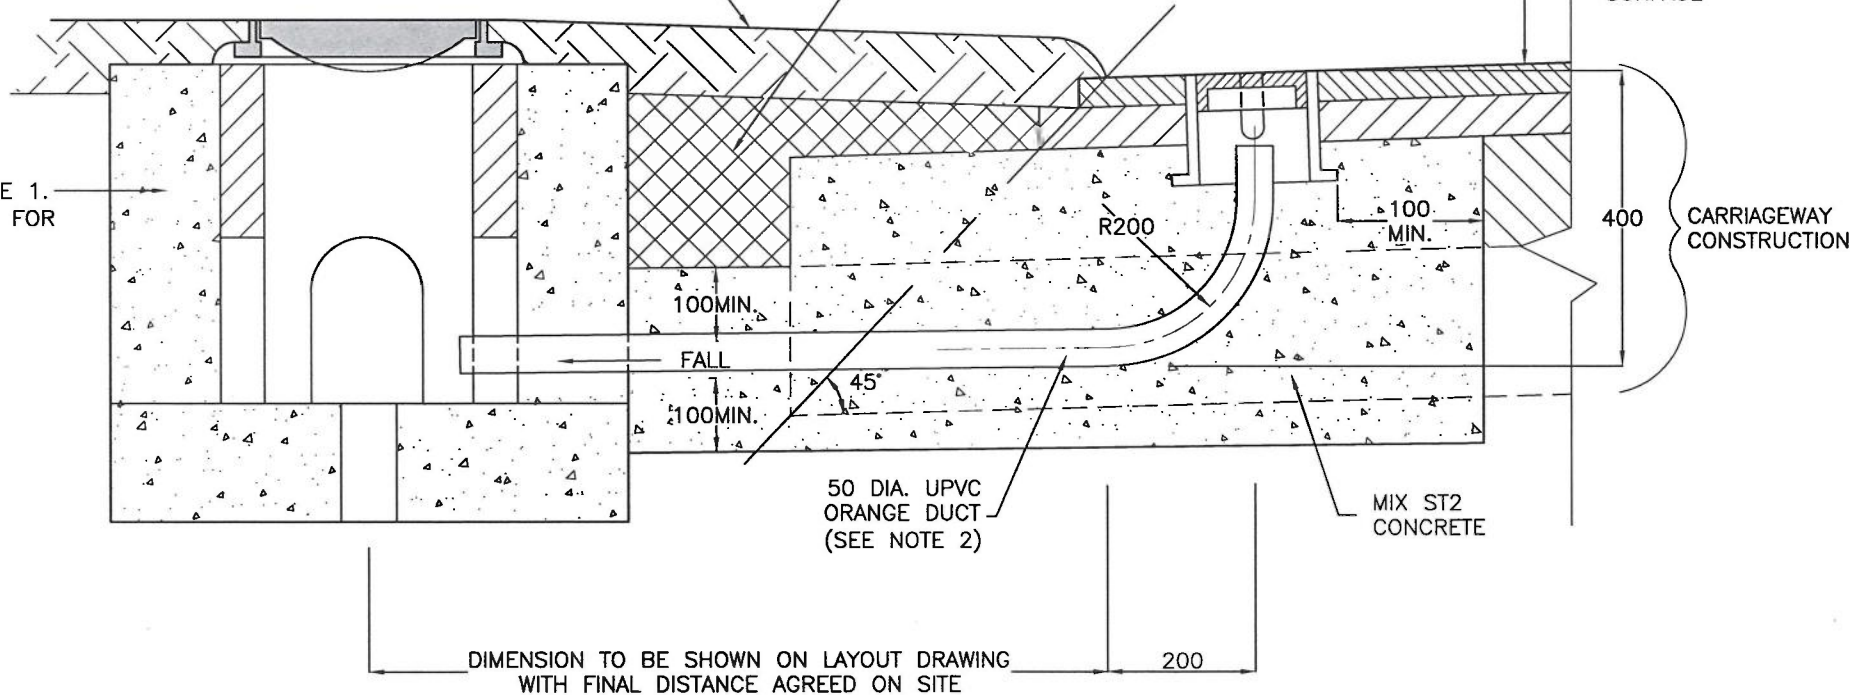 E 1.
FOR
100MIN.
FALL
100MIN.
45°
R200
100
MIN.
400
CARRIAGEWAY
CONSTRUCTION
50 DIA. UPVC
ORANGE DUCT
(SEE NOTE 2)
MIX ST2
CONCRETE
DIMENSION TO BE SHOWN ON LAYOUT DRAWING
WITH FINAL DISTANCE AGREED ON SITE
200